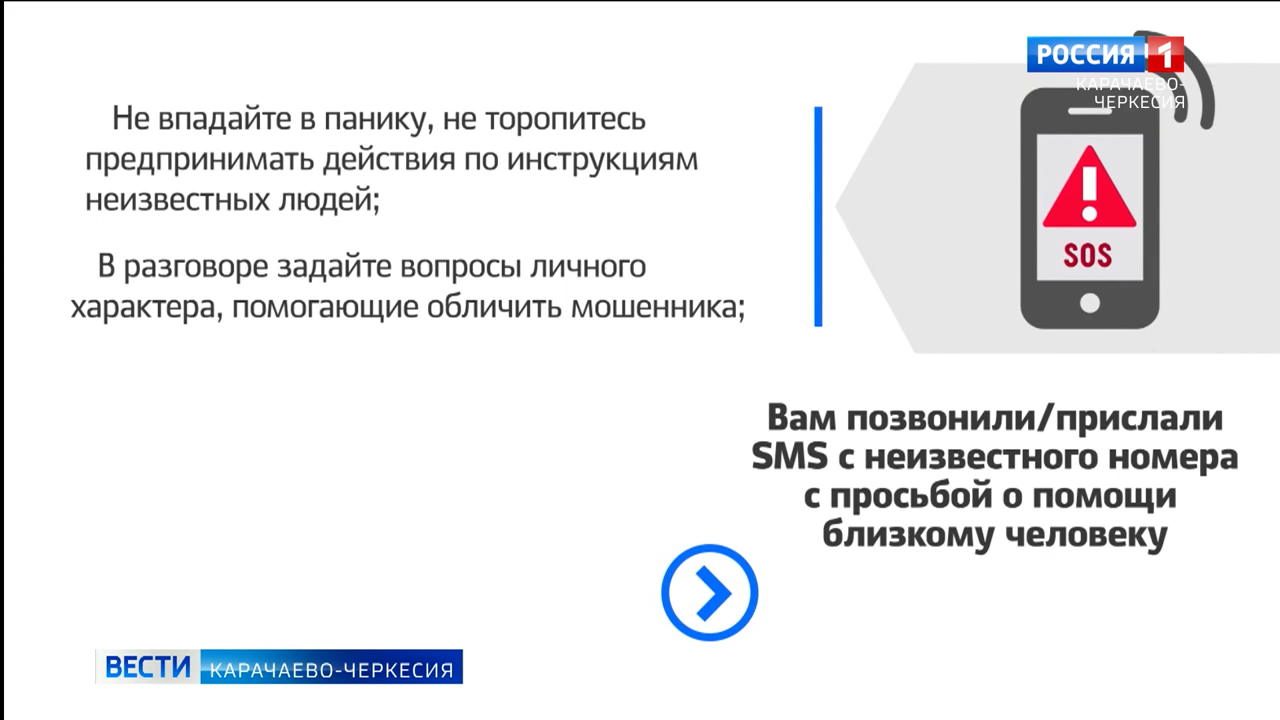 РОССИЯ 1
КАРАЧАЕВО-
ЧЕРКЕСИЯ
Не впадайте в панику, не торопитесь
предпринимать действия по инструкциям
неизвестных людей;
В разговоре задайте вопросы личного
характера, помогающие обличить мошенника;
SOS
Вам позвонили/прислали
SMS с неизвестного номера
с просьбой о помощи
близкому человеку
ВЕСТИ КАРАЧАЕВО-ЧЕРКЕСИЯ